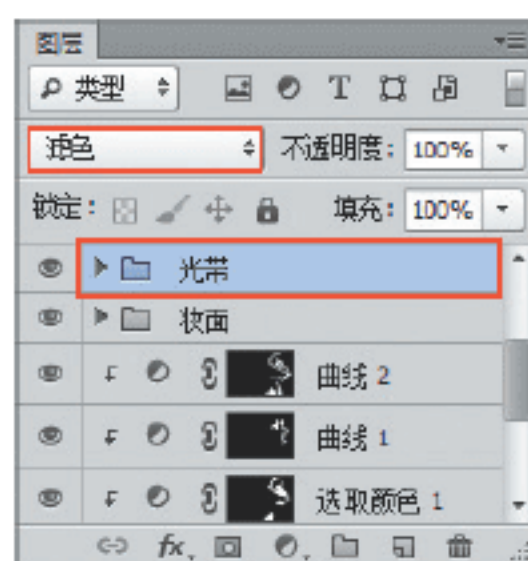 图层
类型
滤色 不透明度: 100%
锁定: 填充: 100%
光带
妆面
曲线 2
曲线 1
选取颜色 1
fx